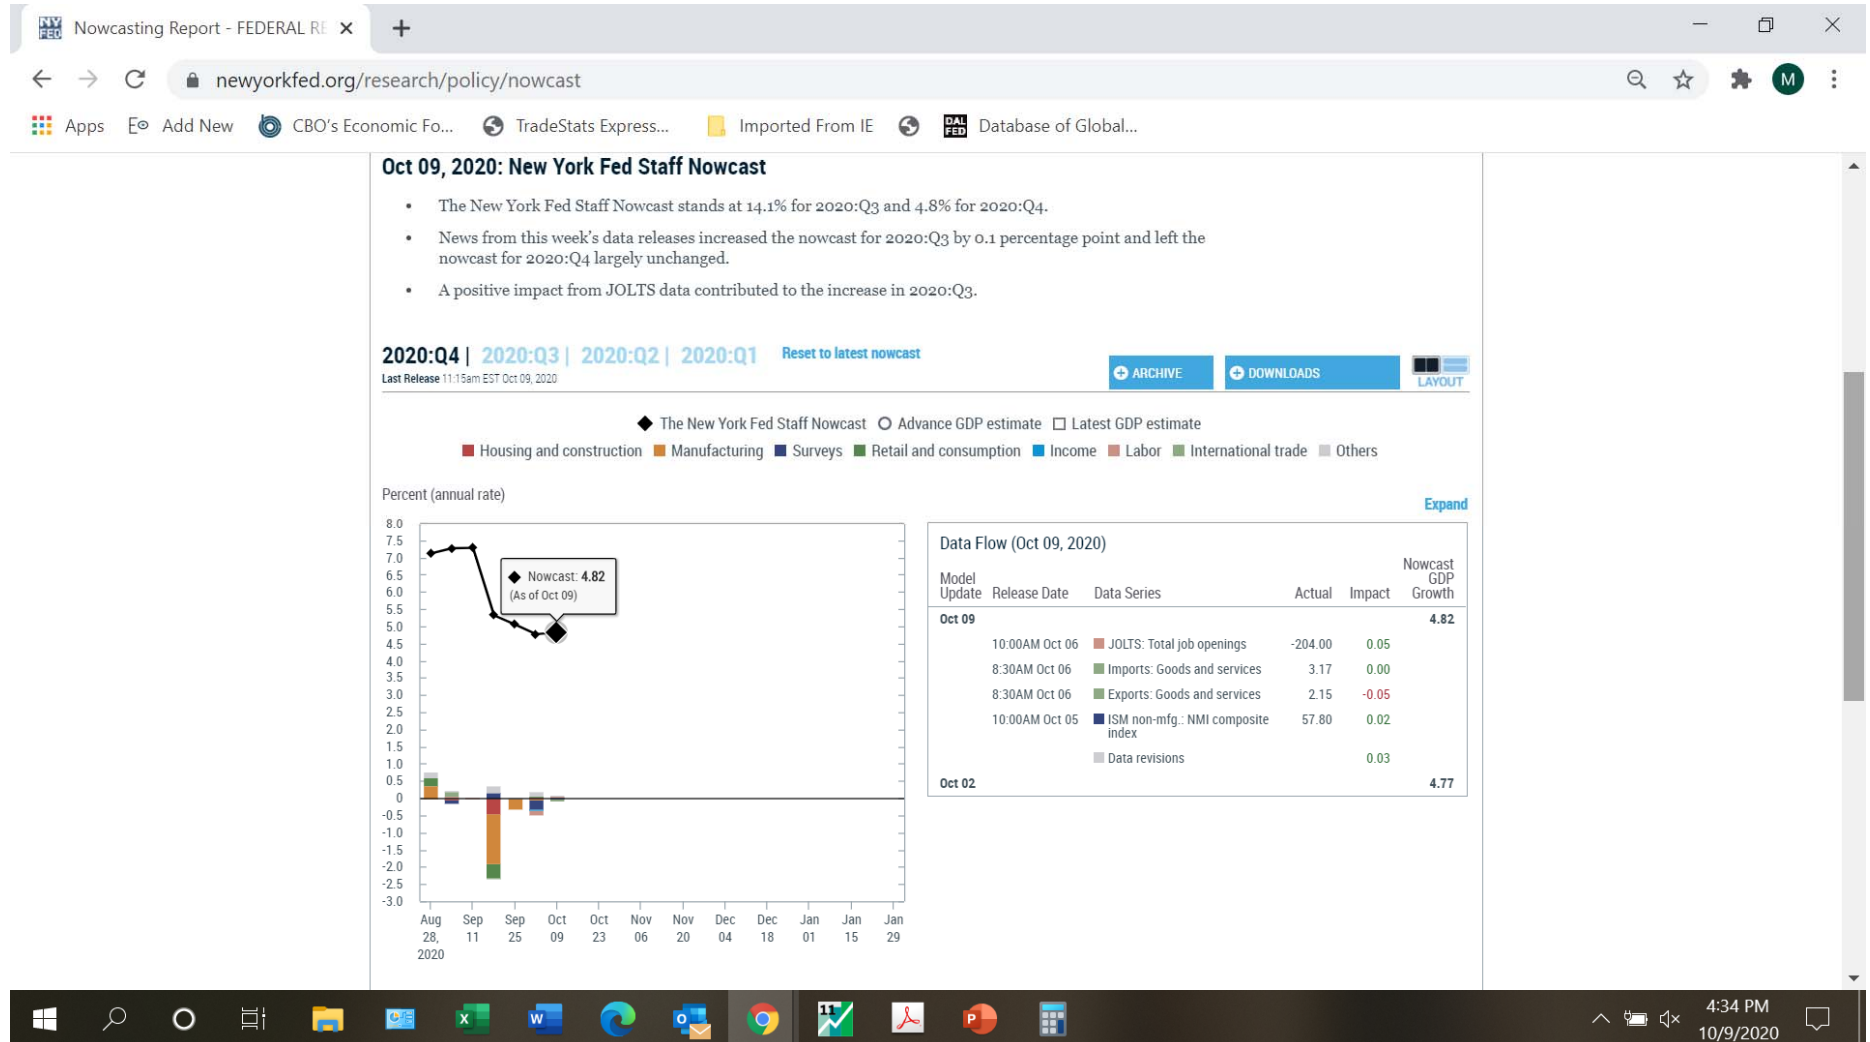 NY FED Nowcasting Report - FEDERAL RE
newyorkfed.org/research/policy/nowcast
M
Apps
Add New
CBO's Economic Fo...
TradeStats Express...
Imported From IE
DAL FED Database of Global...
Oct 09, 2020: New York Fed Staff Nowcast
• The New York Fed Staff Nowcast stands at 14.1% for 2020:Q3 and 4.8% for 2020:Q4.
• News from this week's data releases increased the nowcast for 2020:Q3 by 0.1 percentage point and left the
nowcast for 2020:Q4 largely unchanged.
• A positive impact from JOLTS data contributed to the increase in 2020:Q3.
2020:Q4 | 2020:Q3 | 2020:Q2 | 2020:Q1 Reset to latest nowcast
Last Release 11:15am EST Oct 09, 2020
ARCHIVE
DOWNLOADS
LAYOUT
The New York Fed Staff Nowcast Advance GDP estimate Latest GDP estimate
Housing and construction Manufacturing Surveys Retail and consumption Income Labor International trade Others
Percent (annual rate)
Expand
8.0
7.5
7.0
6.5
6.0
5.5
5.0
4.5
4.0
3.5
3.0
2.5
2.0
1.5
1.0
0.5
0
-0.5
-1.0
-1.5
-2.0
-2.5
-3.0
Nowcast: 4.82
(As of Oct 09)
Aug Sep Sep Oct Oct Nov Nov Dec Dec Jan Jan Jan
28, 11 25 09 23 06 20 04 18 01 15 29
2020
Data Flow (Oct 09, 2020)
Model Update Release Date Data Series Actual Impact Nowcast GDP Growth
Oct 09 4.82
10:00AM Oct 06 JOLTS: Total job openings -204.00 0.05
8:30AM Oct 06 Imports: Goods and services 3.17 0.00
8:30AM Oct 06 Exports: Goods and services 2.15 -0.05
10:00AM Oct 05 ISM non-mfg.: NMI composite 57.80 0.02
index
Data revisions 0.03
Oct 02 4.77
4:34 PM
10/9/2020